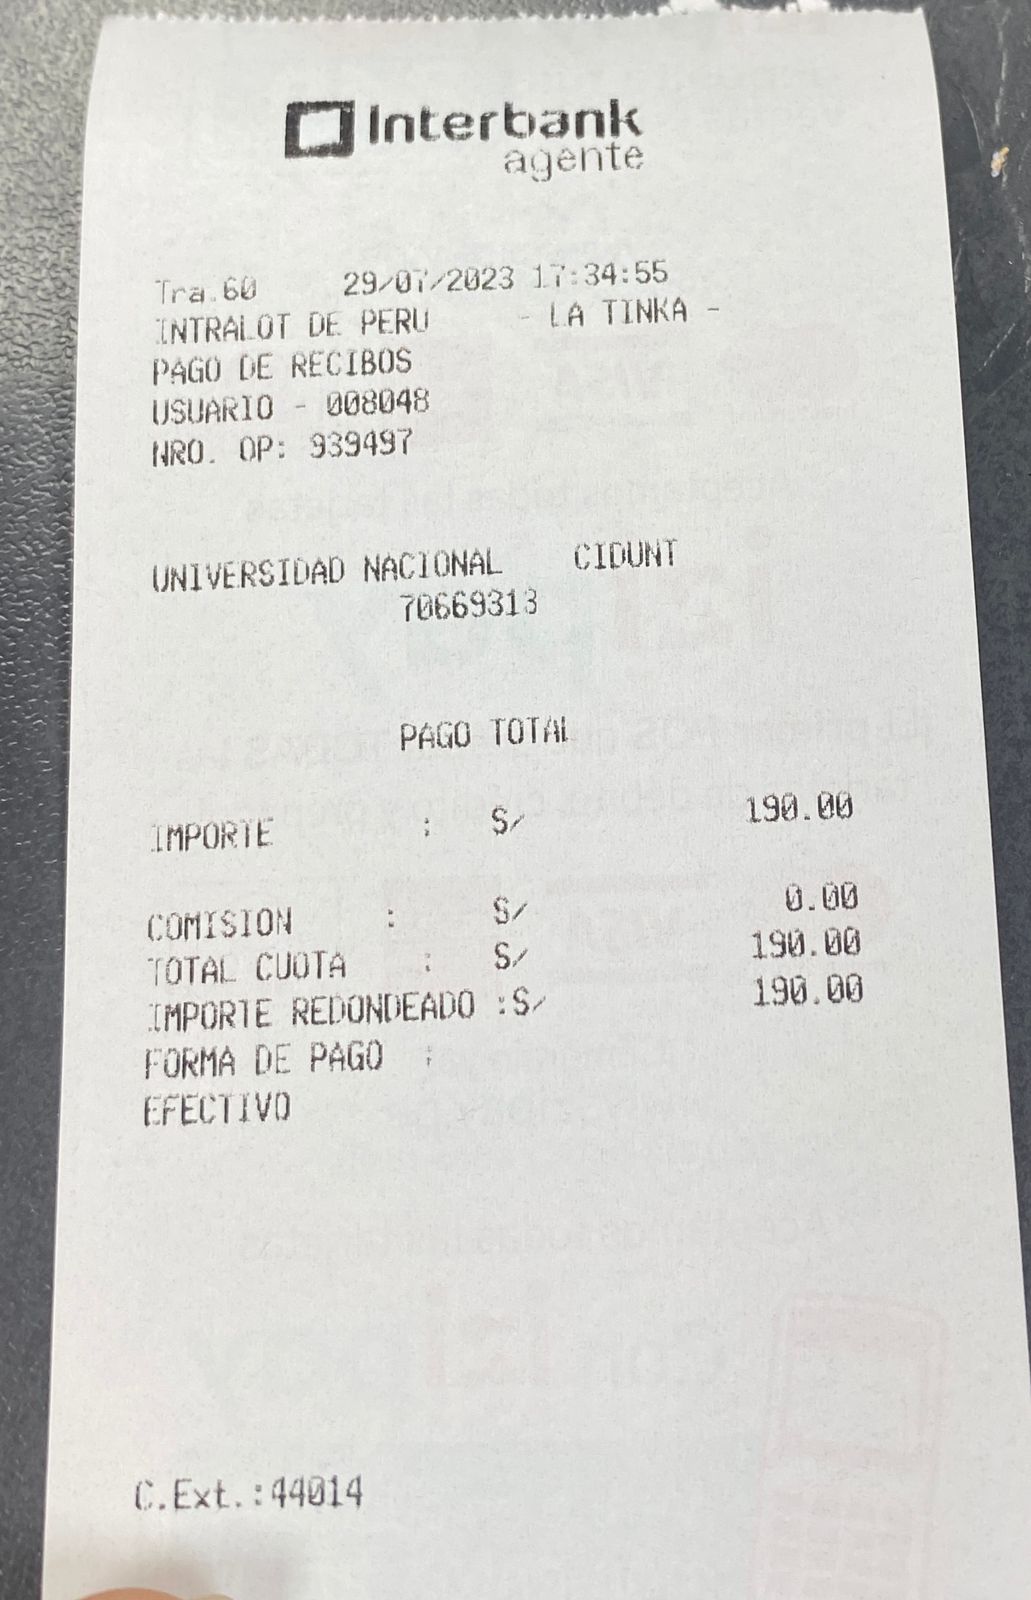 Interbank
agente
Tra.60 29/07/2023 17:34:55
INTRALOT DE PERU - LA TINKA -
PAGO DE RECIBOS
USUARIO - 008048
NRO. OP: 939497
UNIVERSIDAD NACIONAL CIDUNT
70669313
PAGO TOTAL
IMPORTE : S/ 190.00
COMISION : S/ 0.00
TOTAL CUOTA : S/ 190.00
IMPORTE REDONDEADO :S/ 190.00
FORMA DE PAGO :
EFECTIVO
C.Ext.:44014